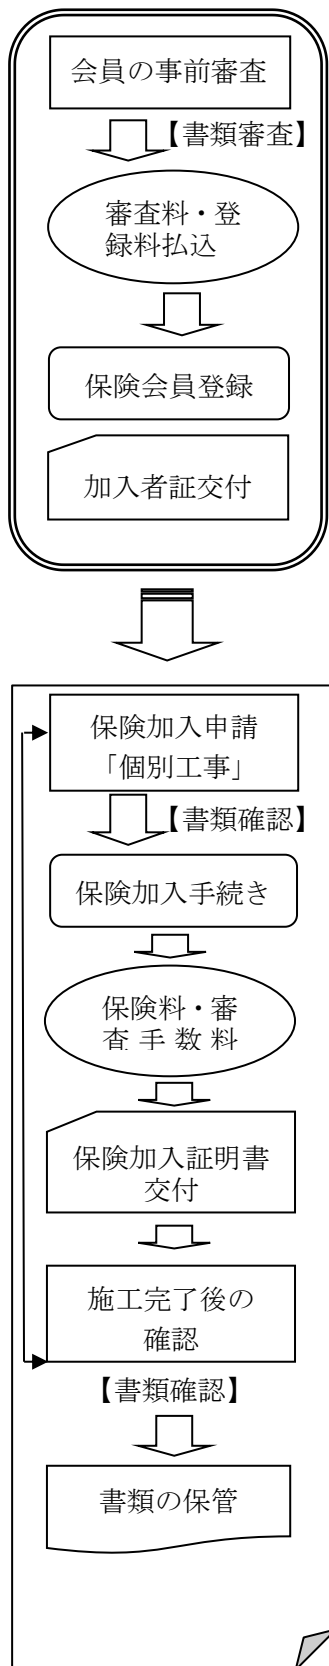 会員の事前審査
【書類審査】
審査料・登
録料払込
保険会員登録
加入者証交付
保険加入申請
「個別工事」
【書類確認】
保険加入手続き
保険料・審
査手数料
保険加入証明書
交付
施工完了後の
確認
【書類確認】
書類の保管